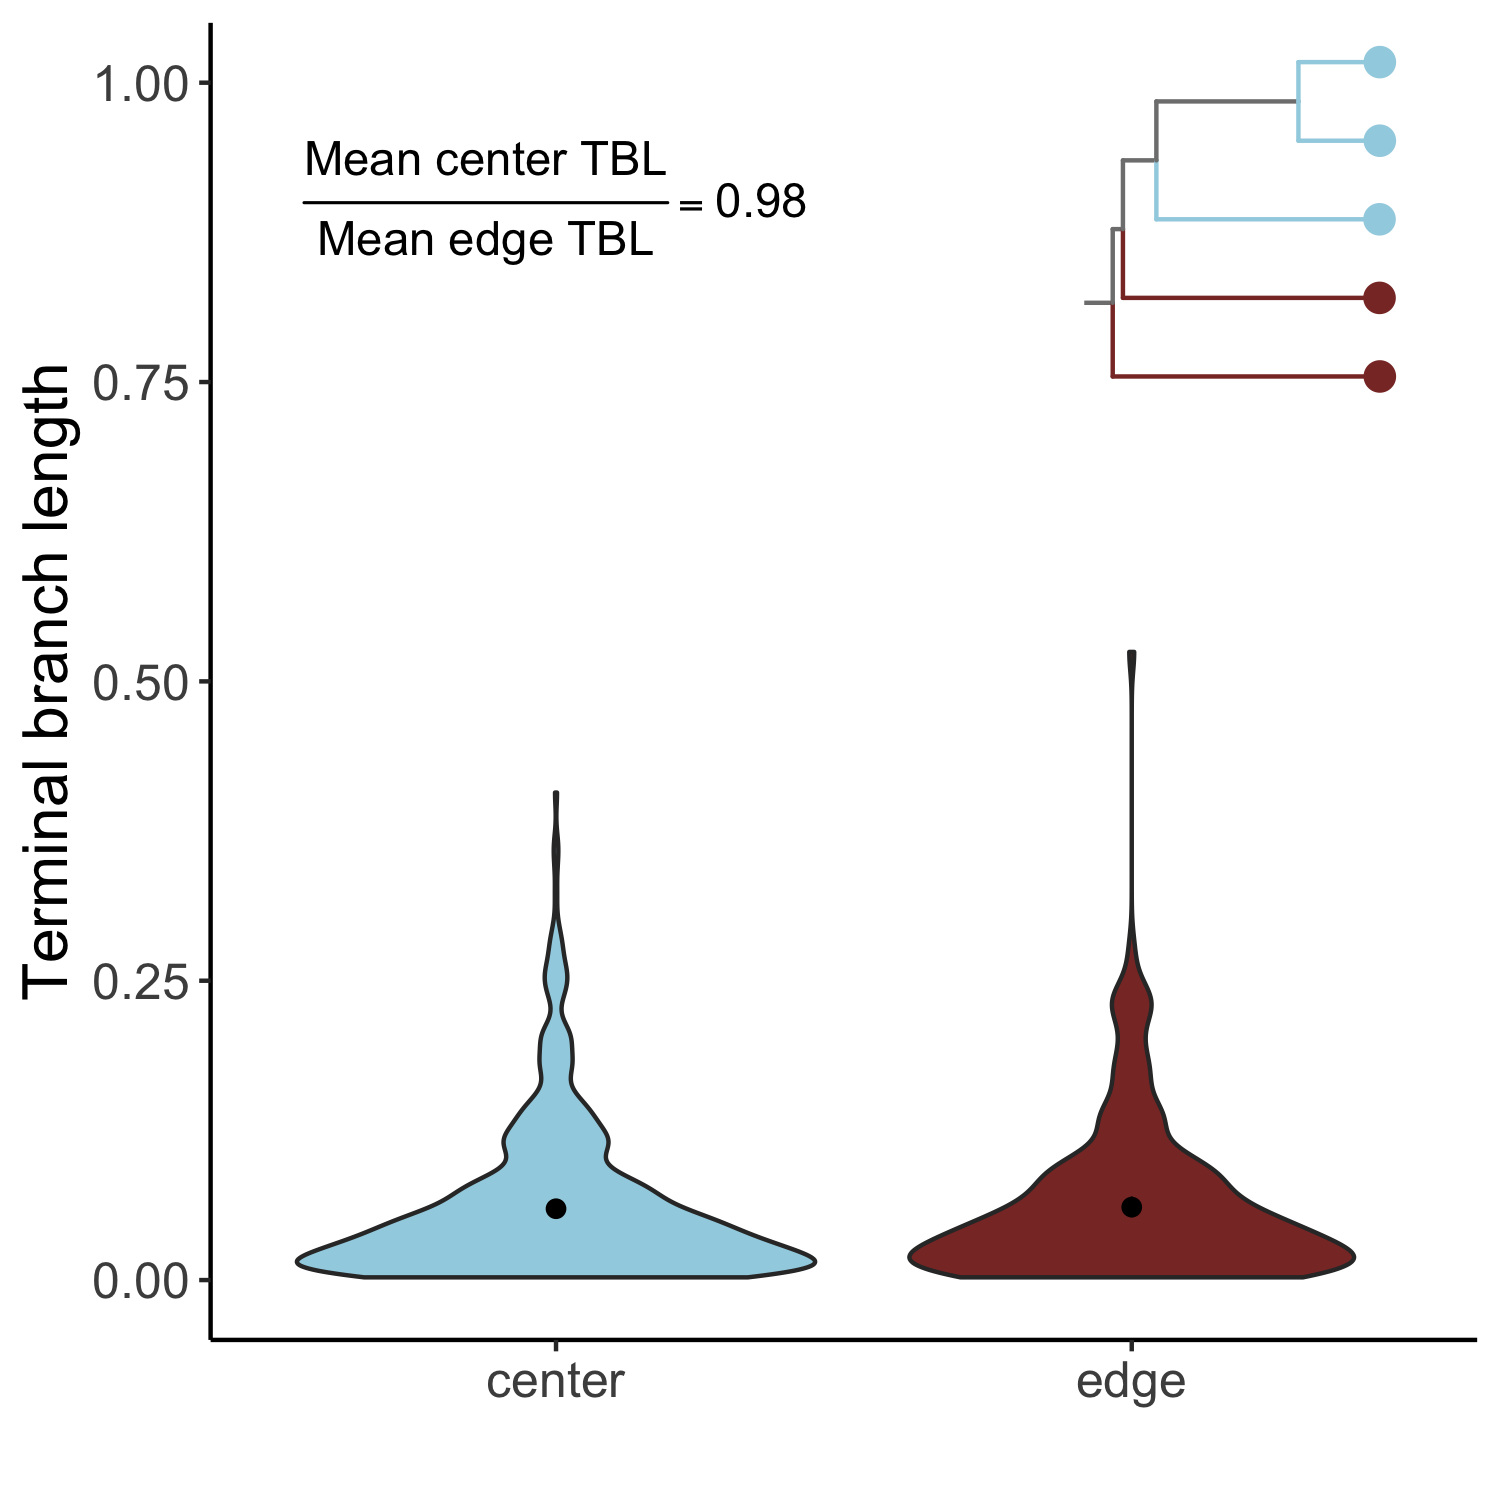 1.00
0.75
0.50
0.25
0.00
Terminal branch length
Mean center TBL
Mean edge TBL
= 0.98
center
edge